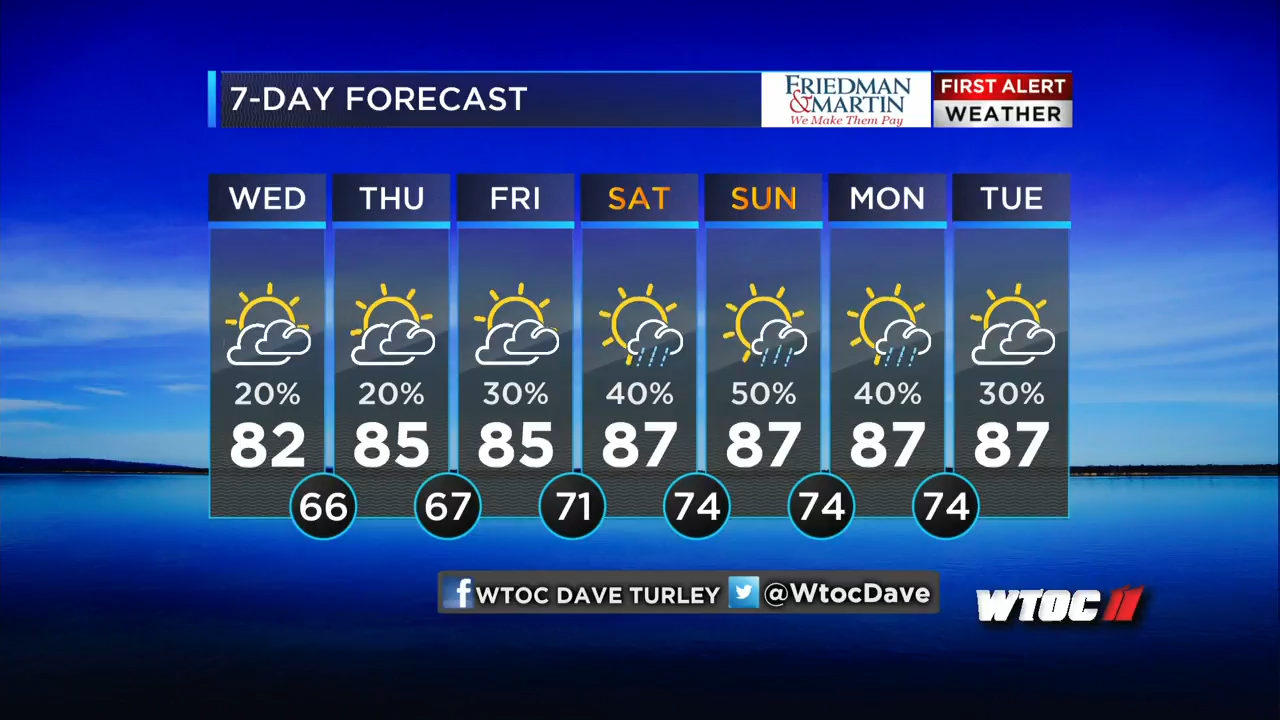 7-DAY FORECAST
FRIEDMAN
&MARTIN
We Make Them Pay
FIRST ALERT
WEATHER
WED THU FRI SAT SUN MON TUE
20% 20% 30% 40% 50% 40% 30%
82 85 85 87 87 87 87
66 67 71 74 74 74
f WTOC DAVE TURLEY @WtocDave
WTOC 11